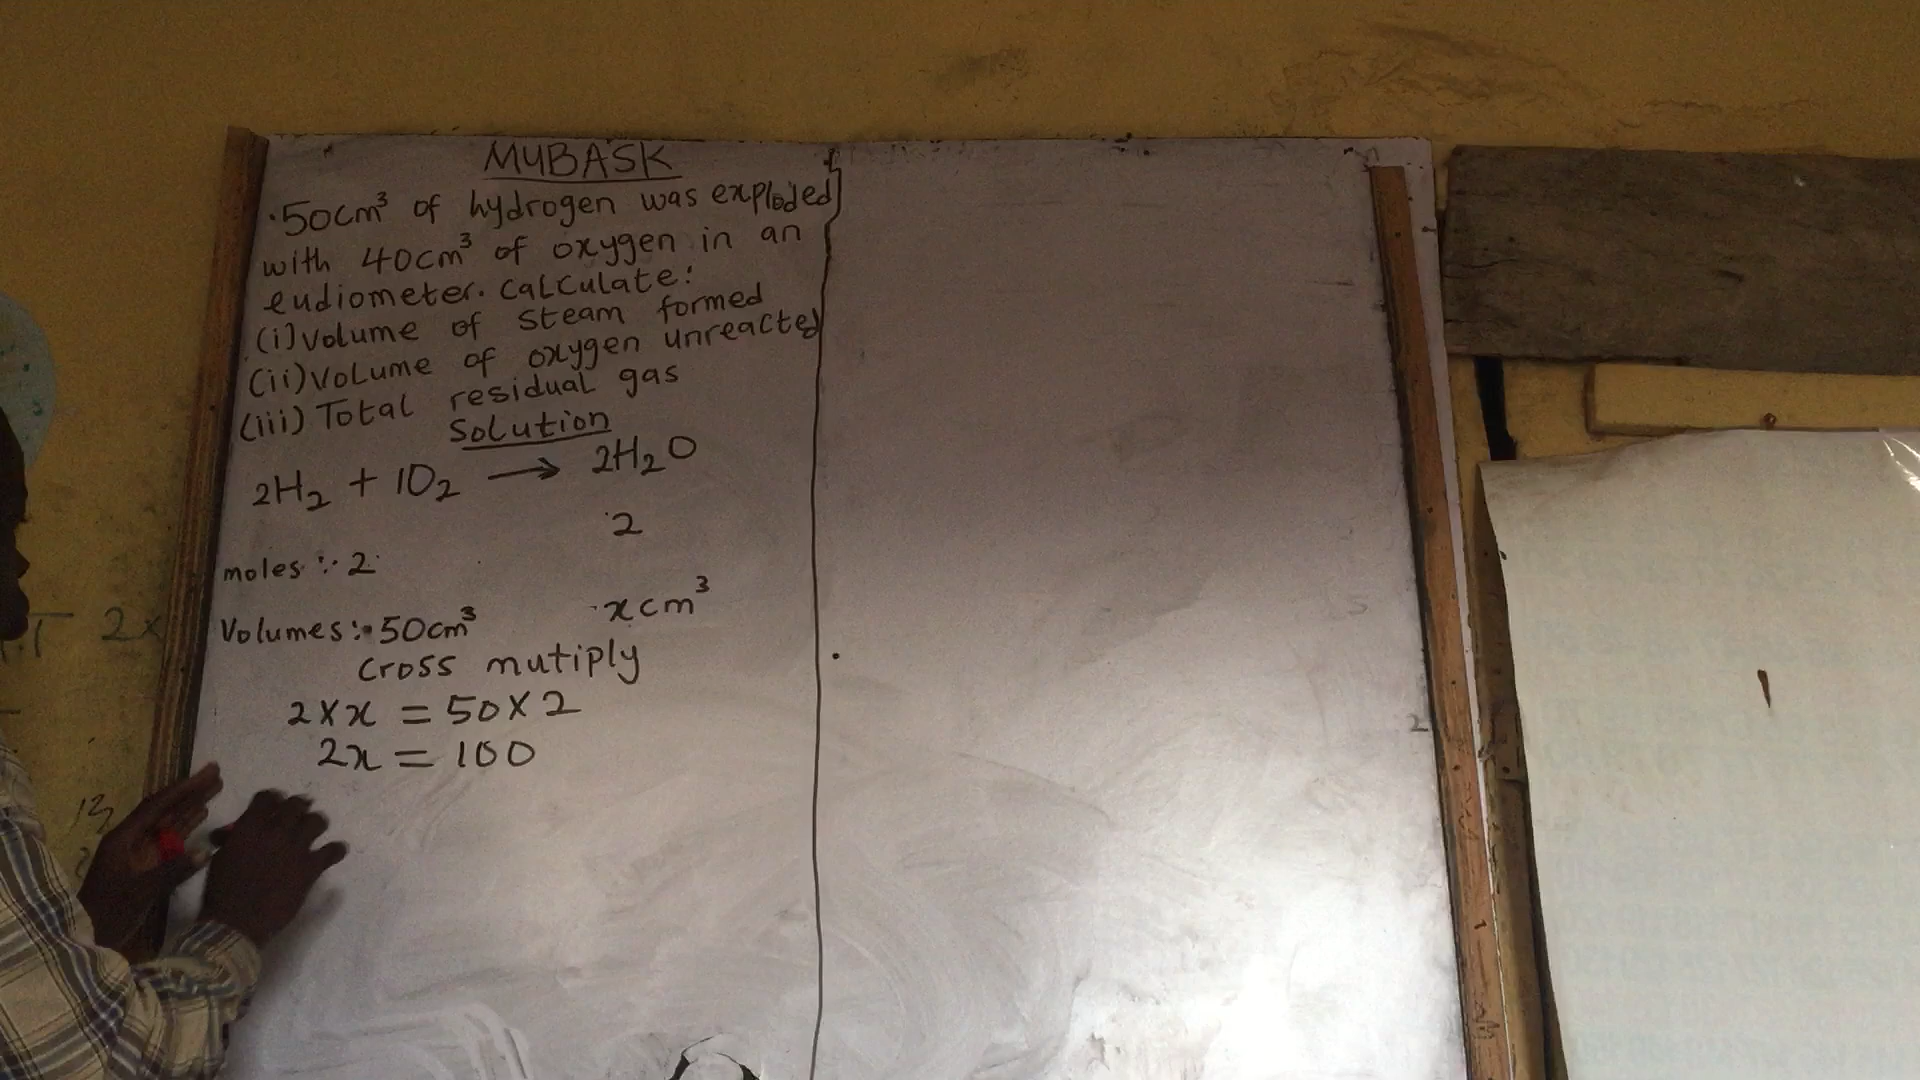 MYBASK
.50cm³ of hydrogen was exploded
with 40cm³ of oxygen in an
eudiometer. calculate:
(i) volume of steam formed
(ii) volume of oxygen unreacted
(iii) Total residual gas
Solution
2H₂ + 1O₂ → 2H₂O
2
moles :· 2
Volumes :· 50cm³ xcm³
cross mutiply
2 × x = 50 × 2
2x = 100